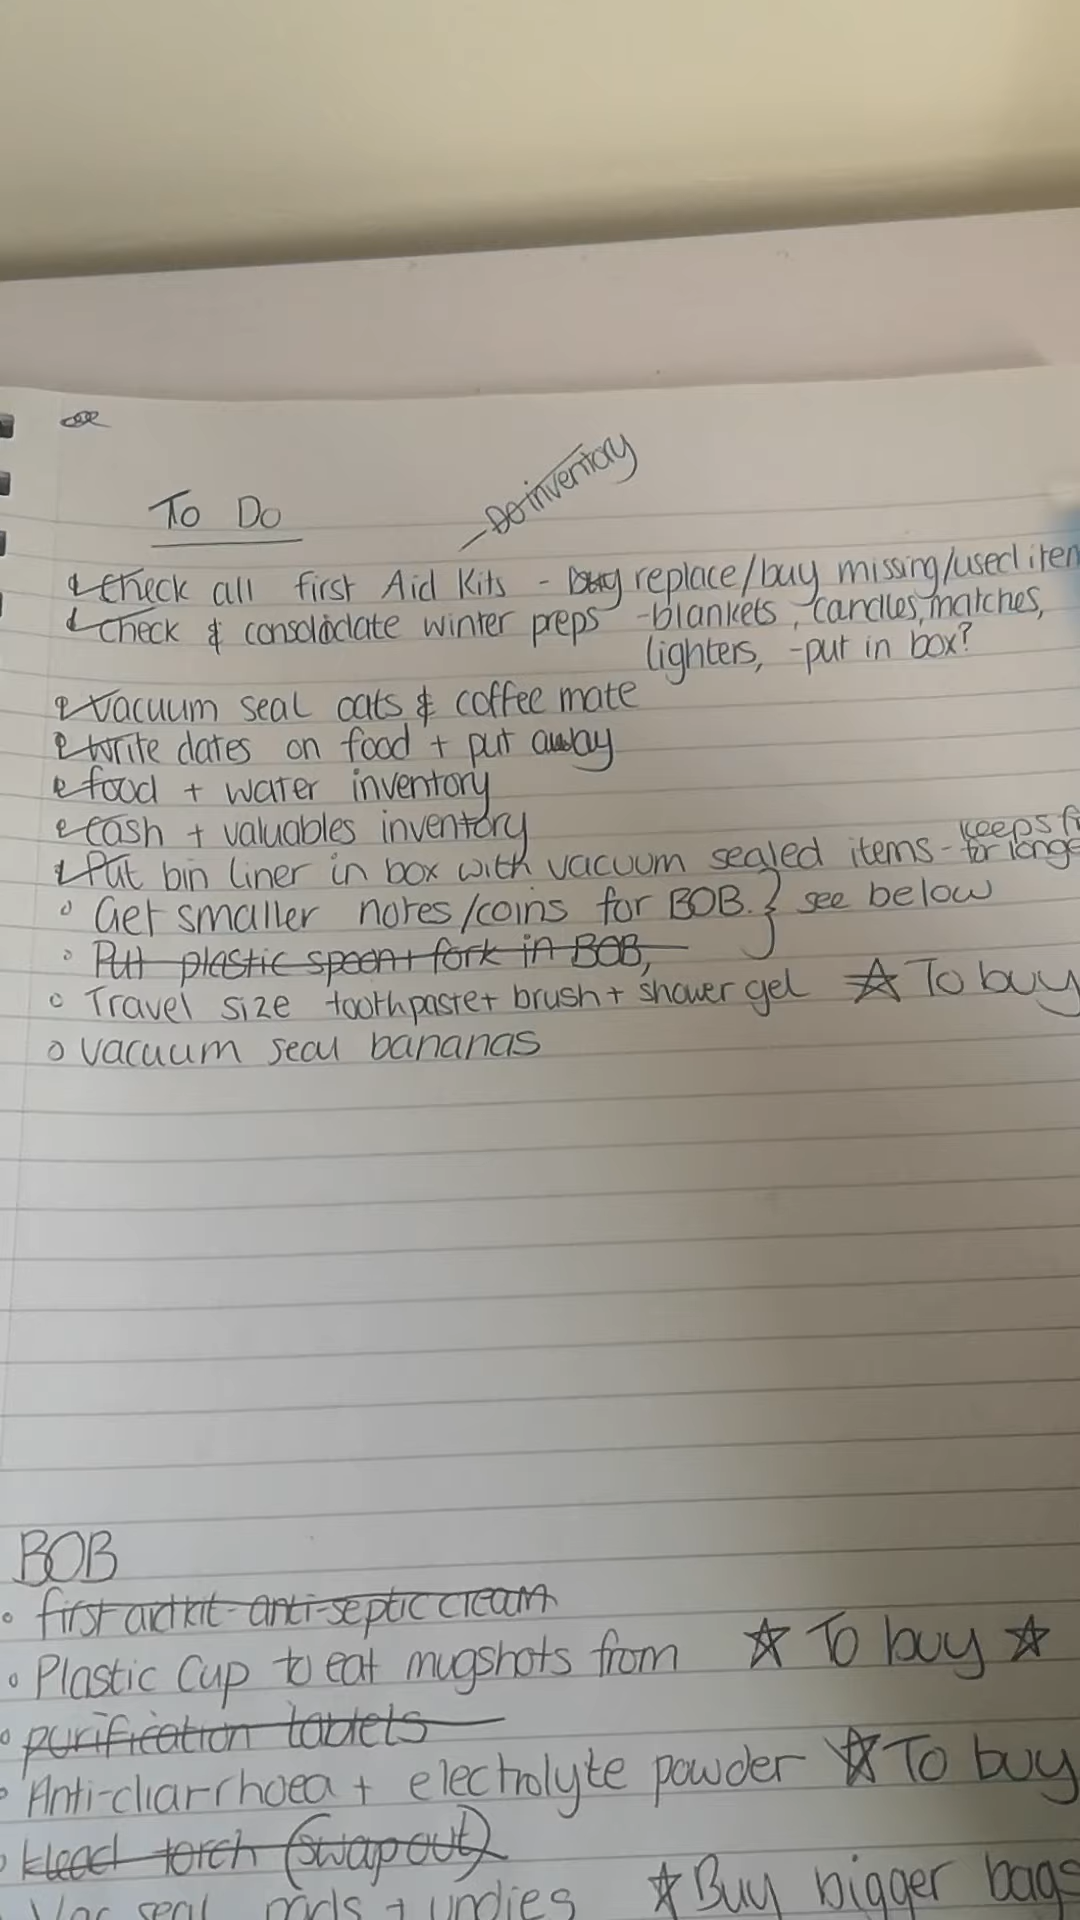 - Do inventory
To Do
check all first Aid Kits - buy replace/buy missing/used item
check & consolidate winter preps - blankets, candles, matches,
lighters, - put in box?
Vacuum seal oats & coffee mate
write dates on food + put away
food + water inventory
cash + valuables inventory
keeps f
Put bin liner in box with vacuum sealed items - for longe
Get smaller notes/coins for BOB. } see below
Put plastic spoon + fork in BOB,
Travel size toothpaste + brush + shower gel ☆ To buy
vacuum seal bananas
BOB
first aid kit - anti-septic cream
Plastic Cup to eat mugshots from ☆ To buy ☆
purification tablets
Anti-diarrhoea + electrolyte powder ☆ To buy
Head torch (swap out)
Vac seal pads + undies ☆ Buy bigger bags